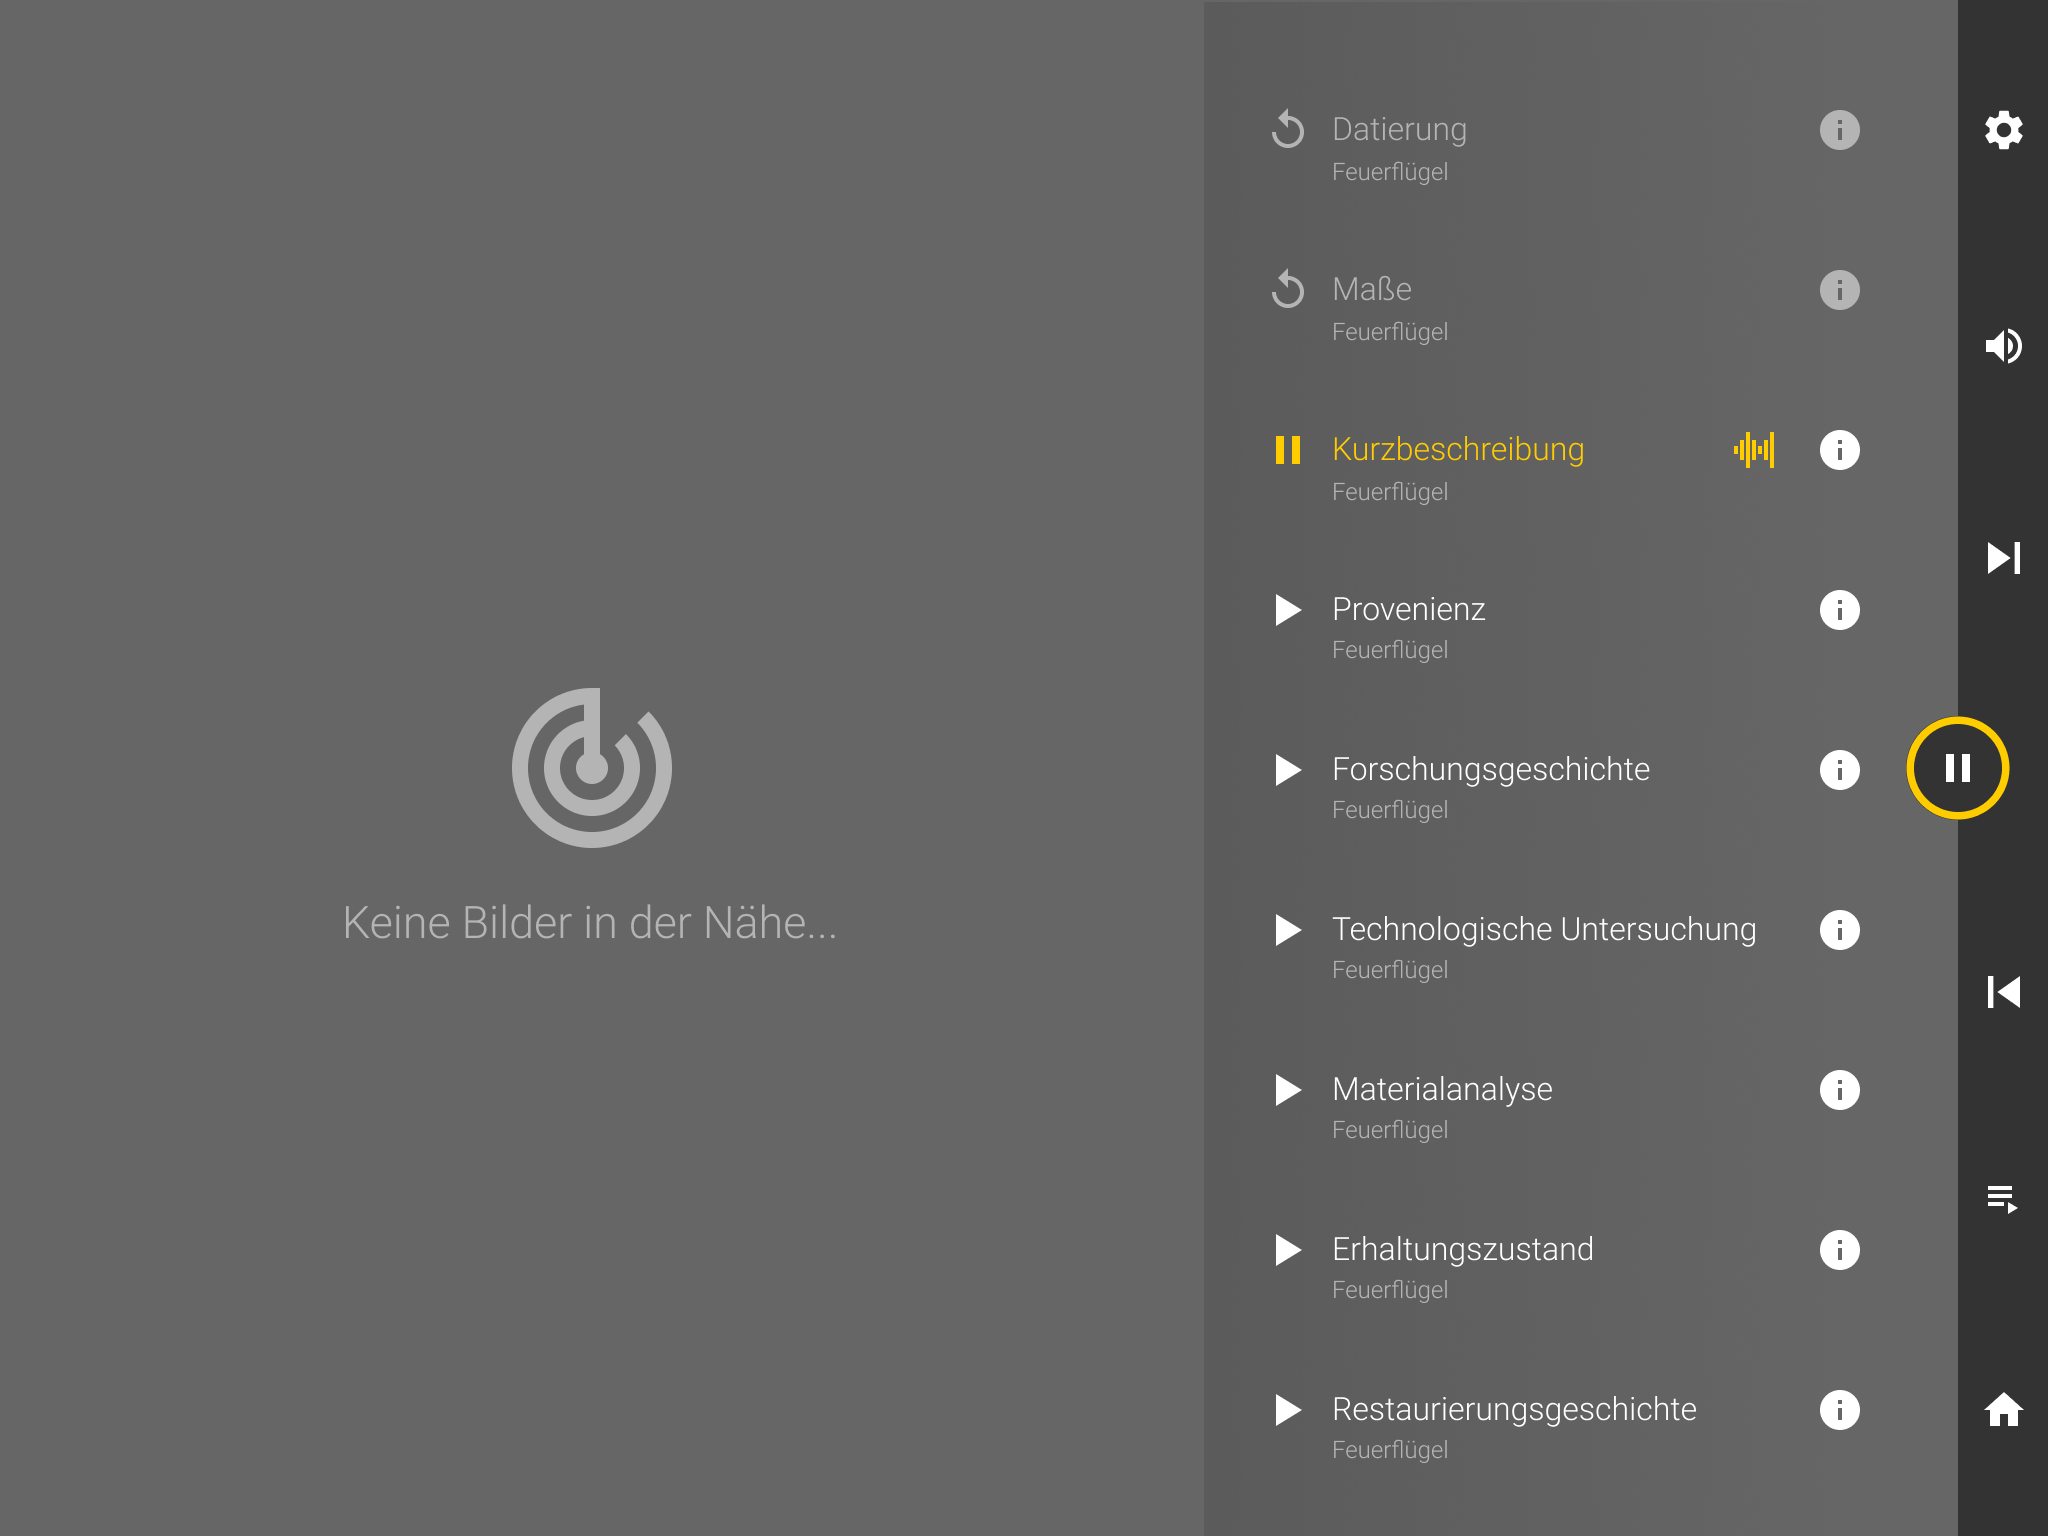 Keine Bilder in der Nähe...
Datierung
Feuerflügel
Maße
Feuerflügel
Kurzbeschreibung
Feuerflügel
Provenienz
Feuerflügel
Forschungsgeschichte
Feuerflügel
Technologische Untersuchung
Feuerflügel
Materialanalyse
Feuerflügel
Erhaltungszustand
Feuerflügel
Restaurierungsgeschichte
Feuerflügel